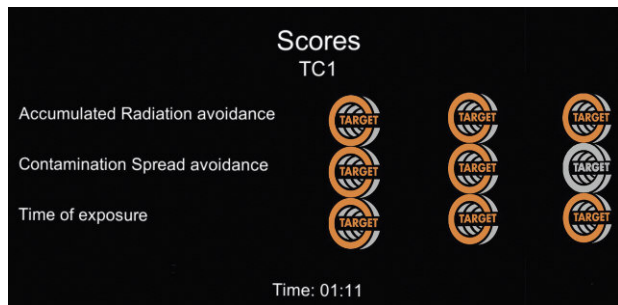 Scores
TC1
Accumulated Radiation avoidance TARGET TARGET TARGET
Contamination Spread avoidance TARGET TARGET TARGET
Time of exposure TARGET TARGET TARGET
Time: 01:11